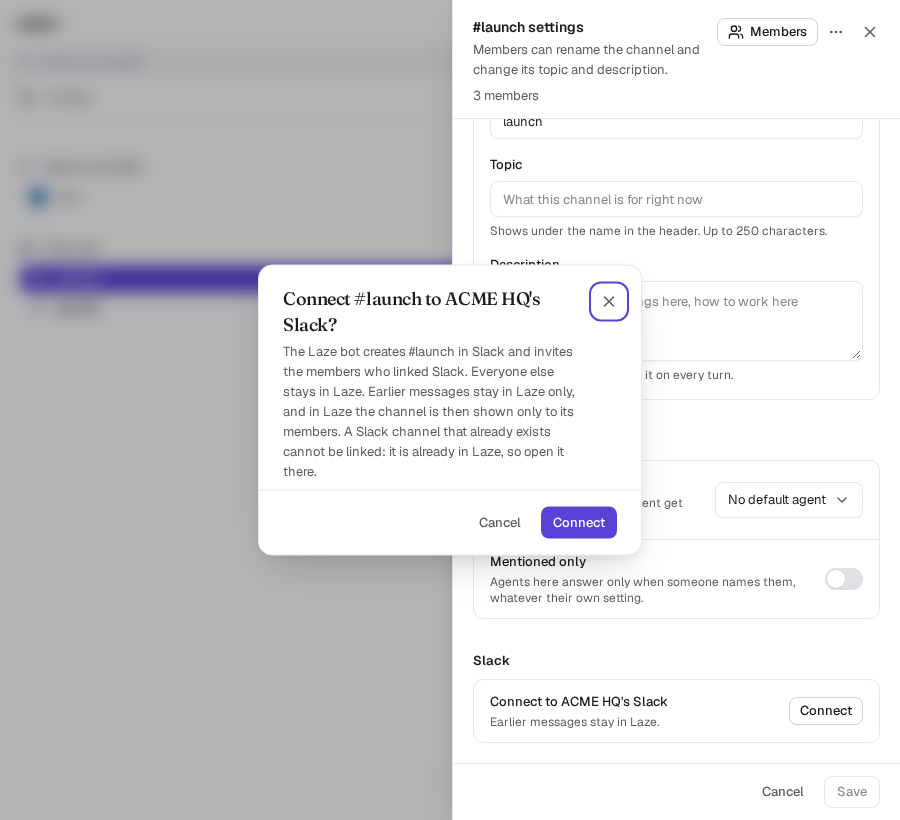 #launch settings
Members
Members can rename the channel and
change its topic and description.
3 members
launch
Topic
What this channel is for right now
Shows under the name in the header. Up to 250 characters.
Description
Connect #launch to ACME HQ's
Slack?
The Laze bot creates #launch in Slack and invites
the members who linked Slack. Everyone else
stays in Laze. Earlier messages stay in Laze only,
and in Laze the channel is then shown only to its
members. A Slack channel that already exists
cannot be linked: it is already in Laze, so open it
there.
Cancel
Connect
here, how to work here
it on every turn.
get
No default agent
Mentioned only
Agents here answer only when someone names them,
whatever their own setting.
Slack
Connect to ACME HQ's Slack
Earlier messages stay in Laze.
Connect
Cancel
Save